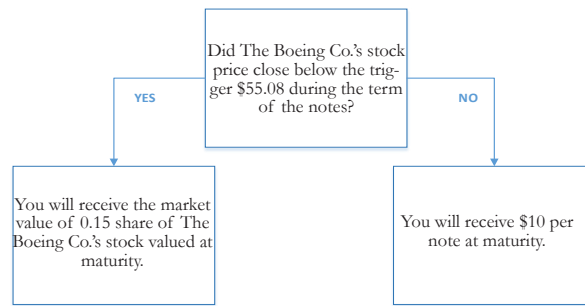 Did The Boeing Co.'s stock
price close below the trig-
ger $55.08 during the term
of the notes?
YES
NO
You will receive the market
value of 0.15 share of The
Boeing Co.'s stock valued at
maturity.
You will receive $10 per
note at maturity.